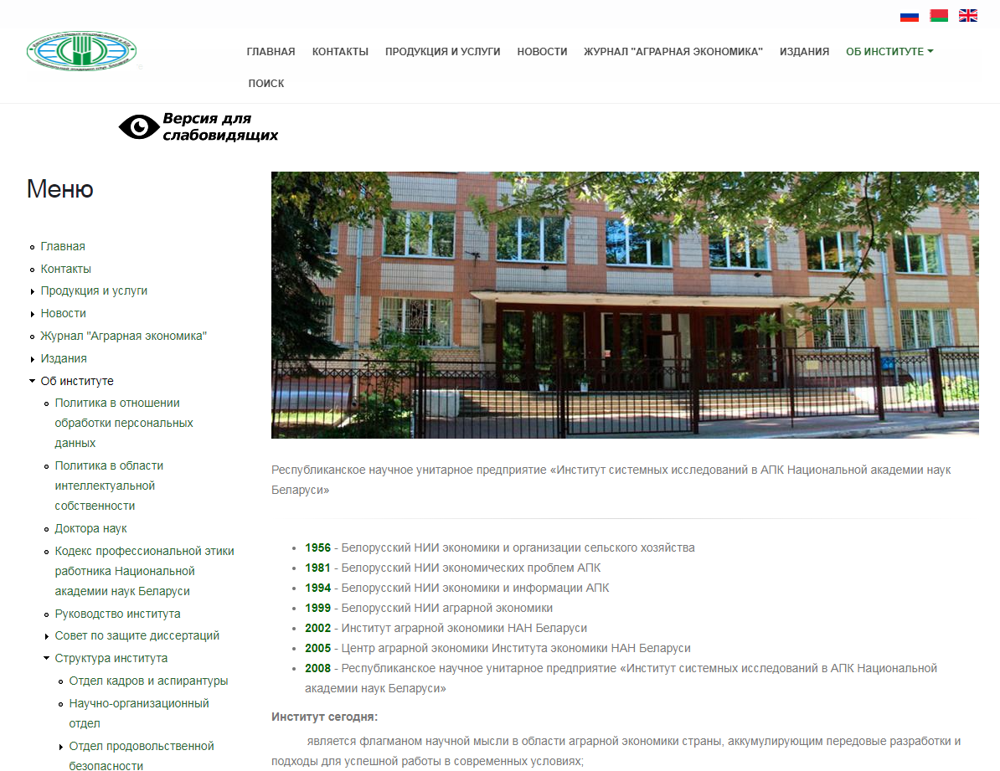 ГЛАВНАЯ КОНТАКТЫ ПРОДУКЦИЯ И УСЛУГИ НОВОСТИ ЖУРНАЛ "АГРАРНАЯ ЭКОНОМИКА" ИЗДАНИЯ ОБ ИНСТИТУТЕ
ПОИСК
Версия для
слабовидящих
Меню
Главная
Контакты
Продукция и услуги
Новости
Журнал "Аграрная экономика"
Издания
Об институте
Политика в отношении
обработки персональных
данных
Политика в области
интеллектуальной
собственности
Доктора наук
Кодекс профессиональной этики
работника Национальной
академии наук Беларуси
Руководство института
Совет по защите диссертаций
Структура института
Отдел кадров и аспирантуры
Научно-организационный
отдел
Отдел продовольственной
безопасности
Республиканское научное унитарное предприятие «Институт системных исследований в АПК Национальной академии наук
Беларуси»
1956 - Белорусский НИИ экономики и организации сельского хозяйства
1981 - Белорусский НИИ экономических проблем АПК
1994 - Белорусский НИИ экономики и информации АПК
1999 - Белорусский НИИ аграрной экономики
2002 - Институт аграрной экономики НАН Беларуси
2005 - Центр аграрной экономики Института экономики НАН Беларуси
2008 - Республиканское научное унитарное предприятие «Институт системных исследований в АПК Национальной
академии наук Беларуси»
Институт сегодня:
является флагманом научной мысли в области аграрной экономики страны, аккумулирующим передовые разработки и
подходы для успешной работы в современных условиях;